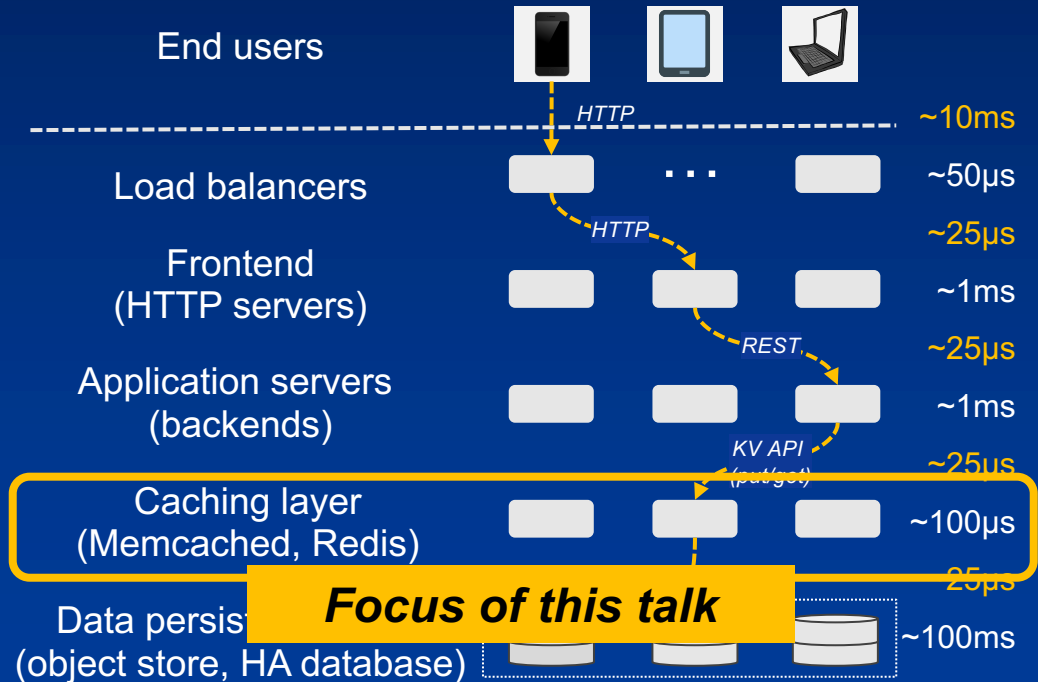 End users
HTTP
~10ms
Load balancers
...
~50µs
HTTP
~25µs
Frontend
(HTTP servers)
~1ms
REST
~25µs
Application servers
(backends)
~1ms
KV API
(put/get)
~25µs
Caching layer
(Memcached, Redis)
~100µs
25µs
Focus of this talk
Data persist
(object store, HA database)
~100ms